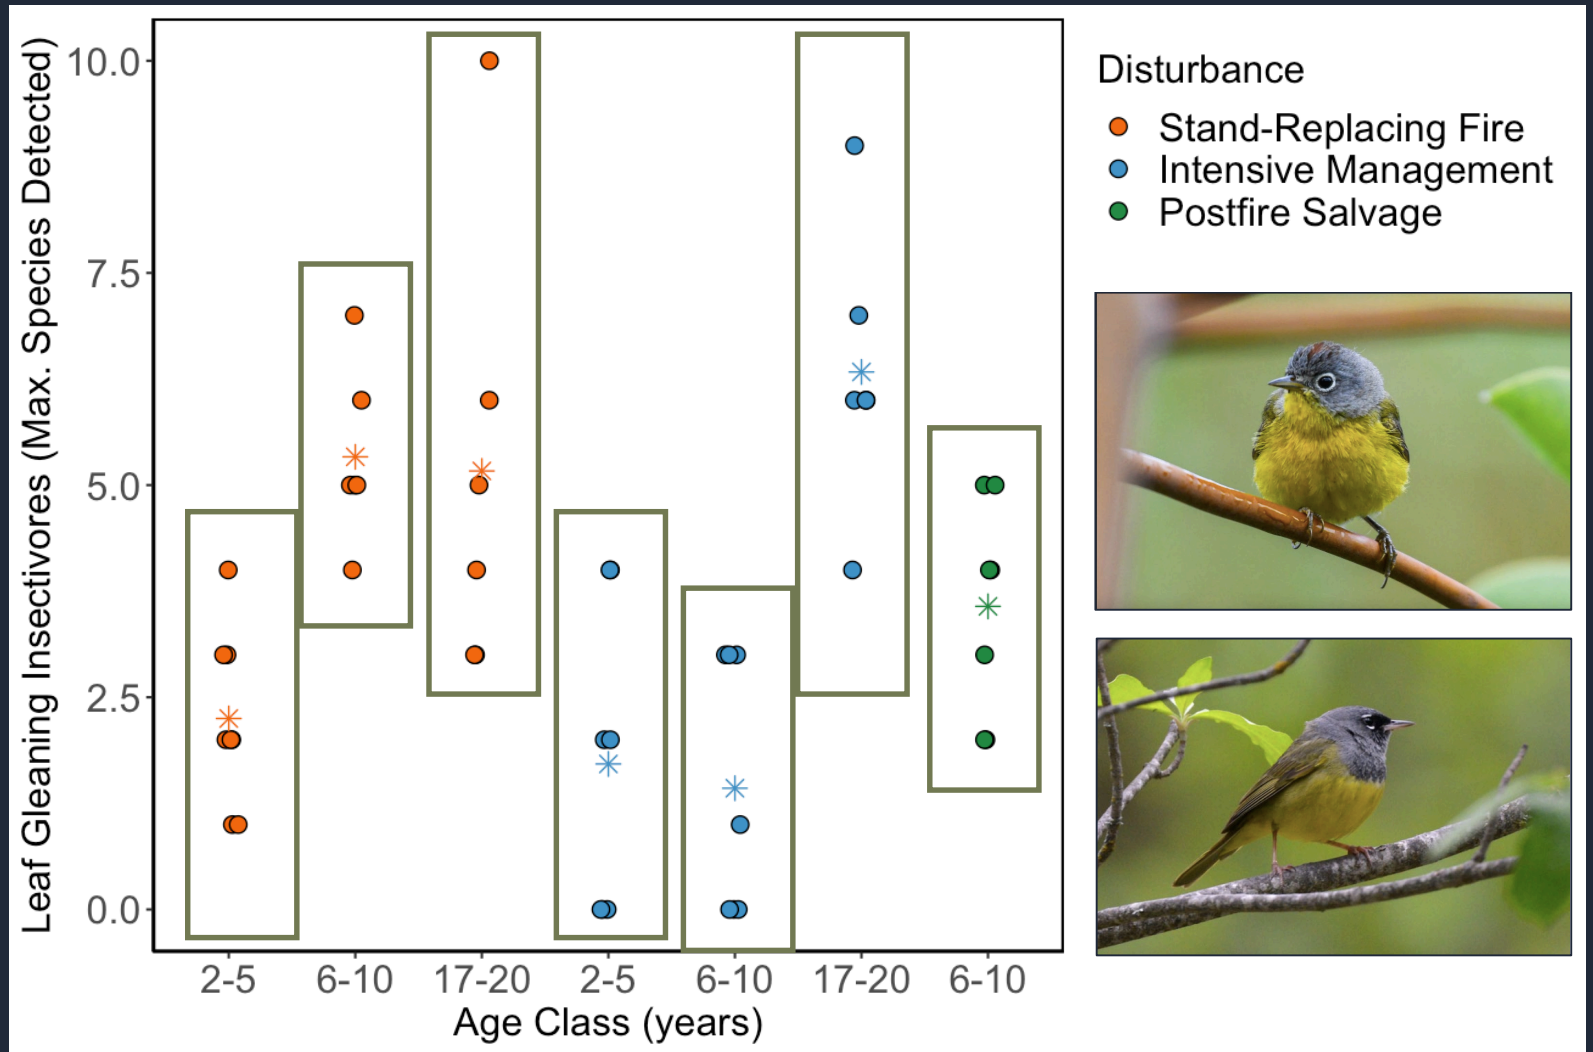 Leaf Gleaning Insectivores (Max. Species Detected)
10.0
7.5
5.0
2.5
0.0
2-5 6-10 17-20 2-5 6-10 17-20 6-10
Age Class (years)
Disturbance
Stand-Replacing Fire
Intensive Management
Postfire Salvage